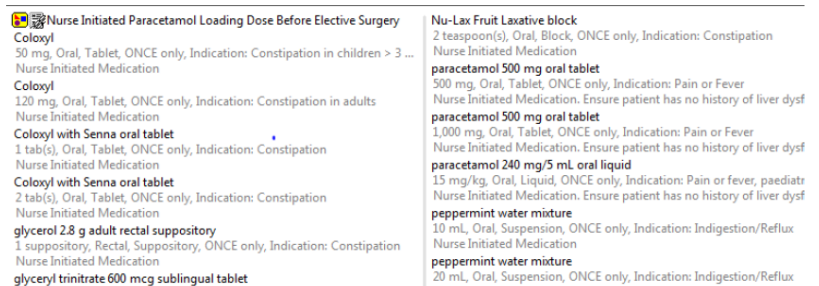 Nurse Initiated Paracetamol Loading Dose Before Elective Surgery
Coloxyl
50 mg, Oral, Tablet, ONCE only, Indication: Constipation in children > 3 ...
Nurse Initiated Medication
Coloxyl
120 mg, Oral, Tablet, ONCE only, Indication: Constipation in adults
Nurse Initiated Medication
Coloxyl with Senna oral tablet
1 tab(s), Oral, Tablet, ONCE only, Indication: Constipation
Nurse Initiated Medication
Coloxyl with Senna oral tablet
2 tab(s), Oral, Tablet, ONCE only, Indication: Constipation
Nurse Initiated Medication
glycerol 2.8 g adult rectal suppository
1 suppository, Rectal, Suppository, ONCE only, Indication: Constipation
Nurse Initiated Medication
glyceryl trinitrate 600 mcg sublingual tablet
Nu-Lax Fruit Laxative block
2 teaspoon(s), Oral, Block, ONCE only, Indication: Constipation
Nurse Initiated Medication
paracetamol 500 mg oral tablet
500 mg, Oral, Tablet, ONCE only, Indication: Pain or Fever
Nurse Initiated Medication. Ensure patient has no history of liver dysf
paracetamol 500 mg oral tablet
1,000 mg, Oral, Tablet, ONCE only, Indication: Pain or Fever
Nurse Initiated Medication. Ensure patient has no history of liver dysf
paracetamol 240 mg/5 mL oral liquid
15 mg/kg, Oral, Liquid, ONCE only, Indication: Pain or fever, paediatr
Nurse Initiated Medication. Ensure patient has no history of liver dysf
peppermint water mixture
10 mL, Oral, Suspension, ONCE only, Indication: Indigestion/Reflux
Nurse Initiated Medication
peppermint water mixture
20 mL, Oral, Suspension, ONCE only, Indication: Indigestion/Reflux